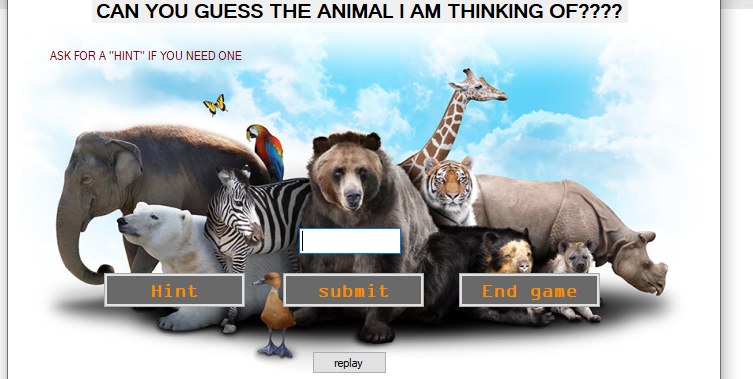 CAN YOU GUESS THE ANIMAL I AM THINKING OF????
ASK FOR A "HINT" IF YOU NEED ONE
Hint
submit
End game
replay